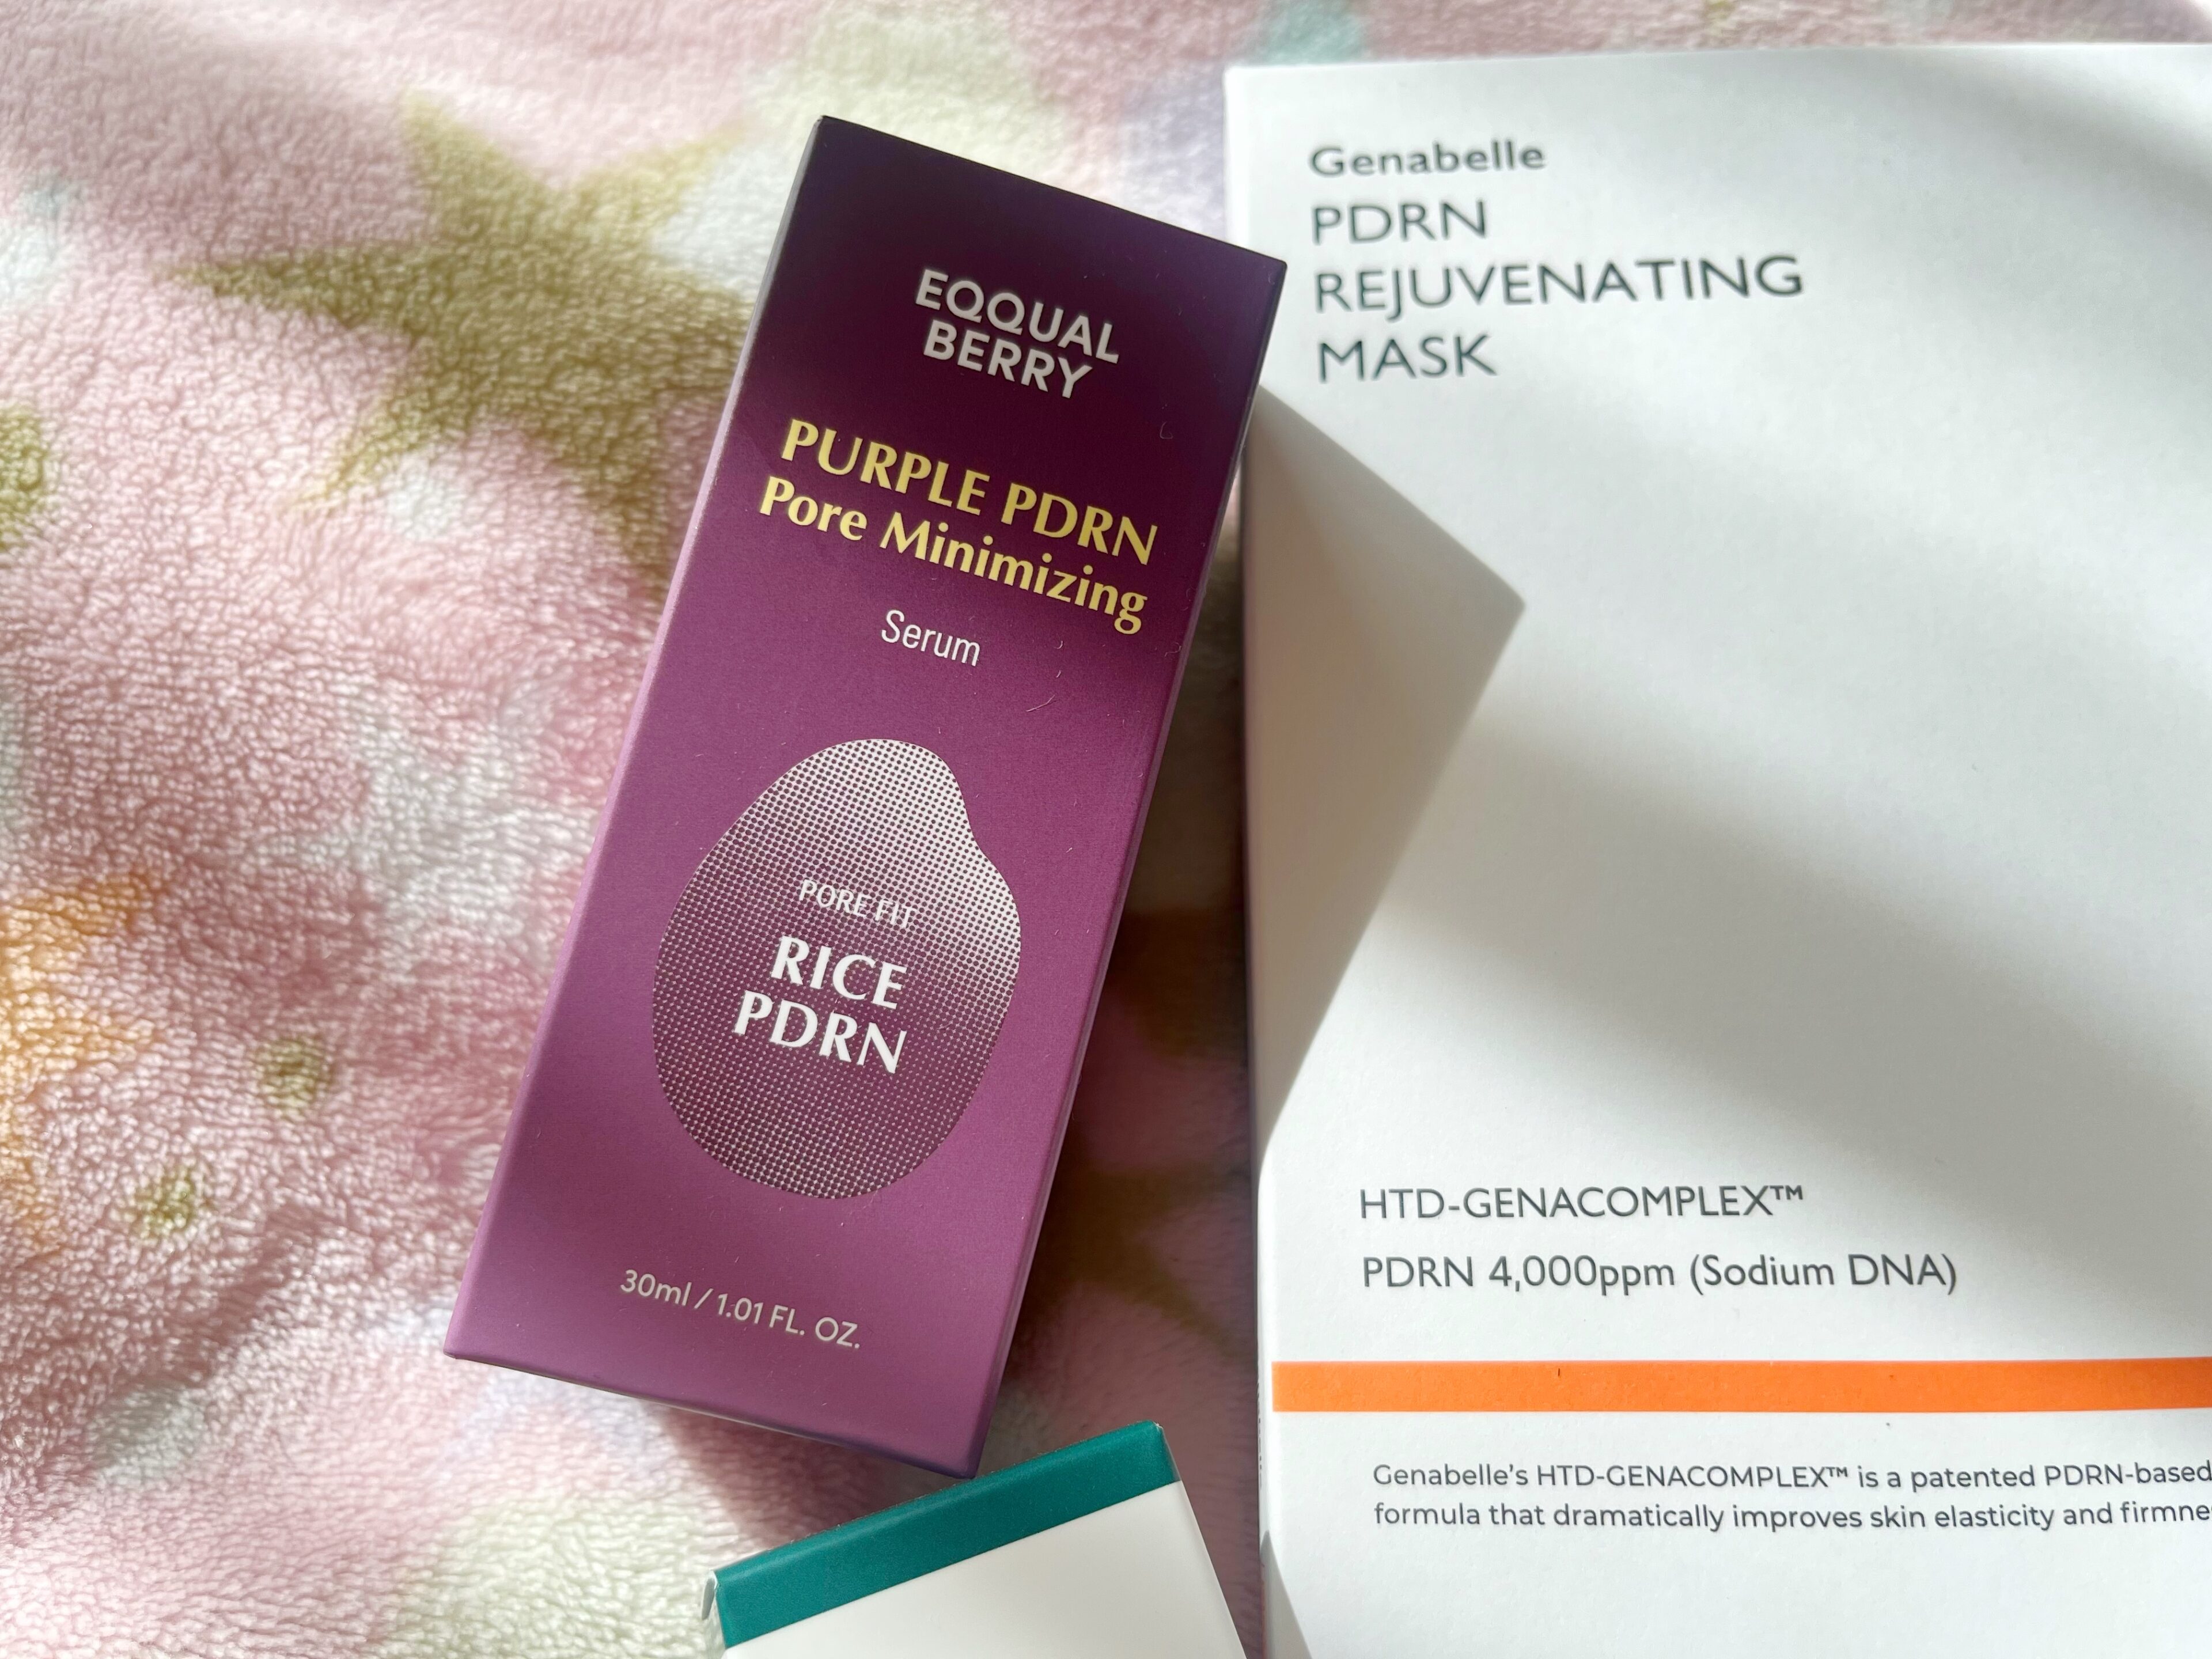 EQQUAL
BERRY
PURPLE PDRN
Pore Minimizing
Serum
PORE FIT
RICE
PDRN
30ml / 1.01 FL. OZ.
Genabelle
PDRN
REJUVENATING
MASK
HTD-GENACOMPLEX™
PDRN 4,000ppm (Sodium DNA)
Genabelle's HTD-GENACOMPLEX™ is a patented PDRN-based
formula that dramatically improves skin elasticity and